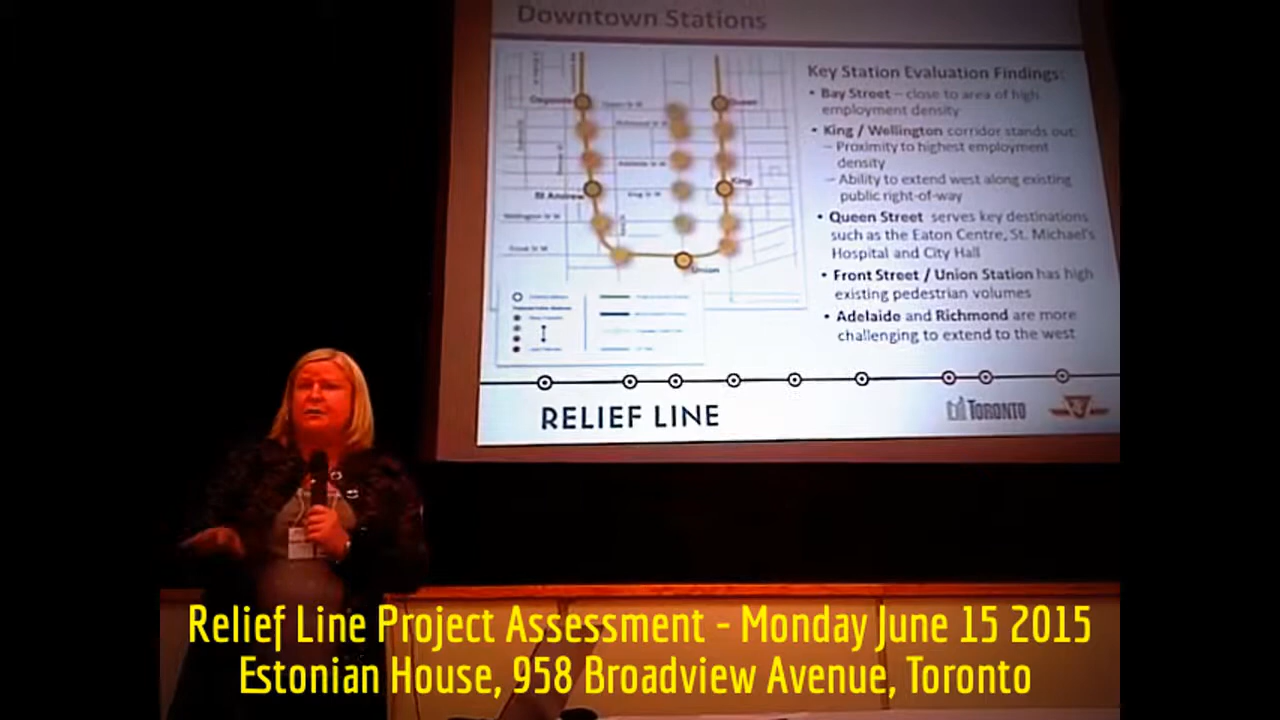 Downtown Stations
Key Station Evaluation Findings:
• Bay Street – close to area of high
employment density
• King / Wellington corridor stands out:
– Proximity to highest employment
density
– Ability to extend west along existing
public right-of-way
• Queen Street serves key destinations
such as the Eaton Centre, St. Michael's
Hospital and City Hall
• Front Street / Union Station has high
existing pedestrian volumes
• Adelaide and Richmond are more
challenging to extend to the west
Osgoode
Queen
St Andrew
King
Union
RELIEF LINE
TORONTO
Relief Line Project Assessment - Monday June 15 2015
Estonian House, 958 Broadview Avenue, Toronto